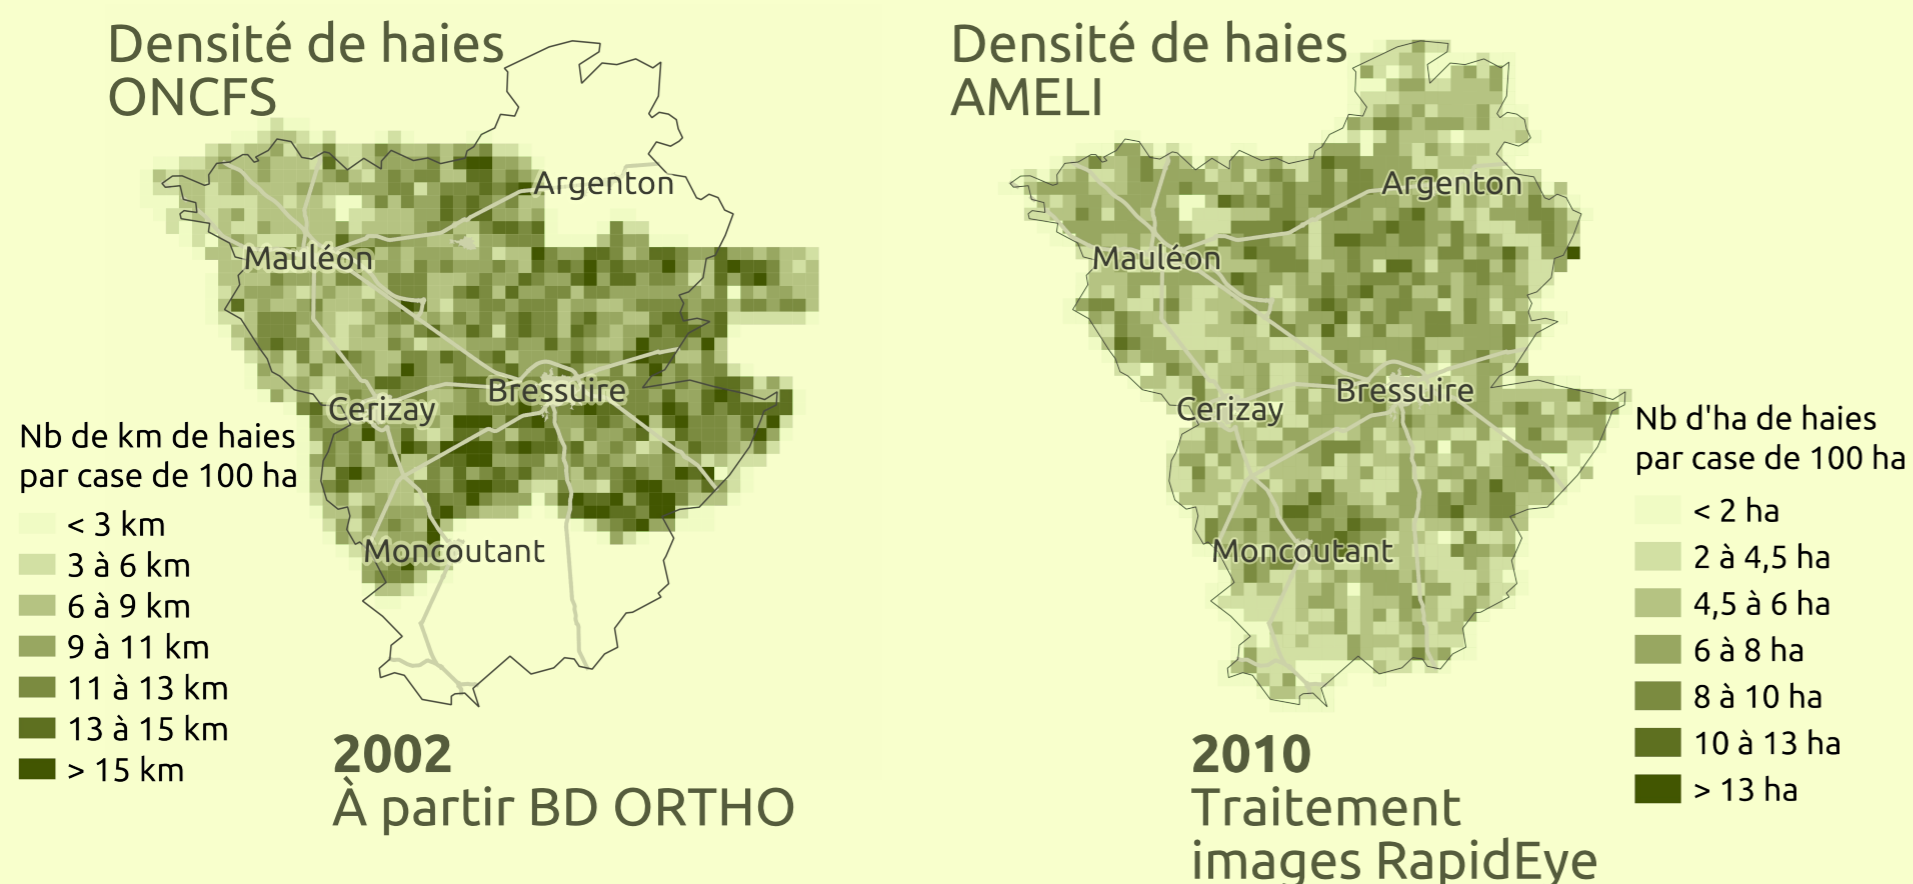 Densité de haies
ONCFS
Argenton
Mauléon
Bressuire
Cerizay
Moncoutant
Nb de km de haies
par case de 100 ha
< 3 km
3 à 6 km
6 à 9 km
9 à 11 km
11 à 13 km
13 à 15 km
> 15 km
2002
À partir BD ORTHO
Densité de haies
AMELI
Argenton
Mauléon
Bressuire
Cerizay
Moncoutant
Nb d'ha de haies
par case de 100 ha
< 2 ha
2 à 4,5 ha
4,5 à 6 ha
6 à 8 ha
8 à 10 ha
10 à 13 ha
> 13 ha
2010
Traitement
images RapidEye